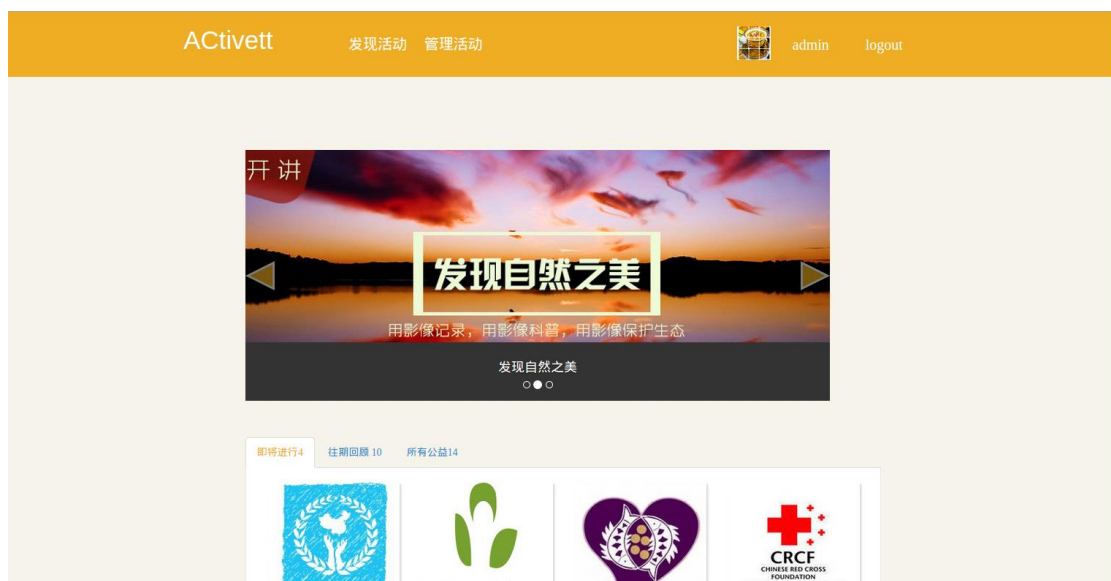 ACtivett 发现活动 管理活动 admin logout
开讲
发现自然之美
用影像记录，用影像科普，用影像保护生态
发现自然之美
即将进行4 往期回顾 10 所有公益14
CRCF
CHINESE RED CROSS
FOUNDATION